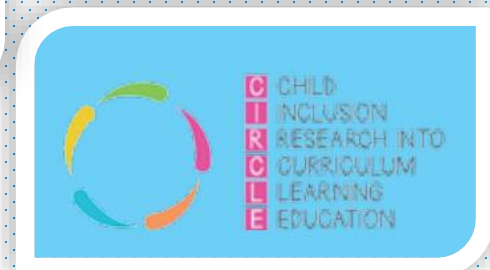 C CHILD
I INCLUSION
R RESEARCH INTO
C CURRICULUM
L LEARNING
E EDUCATION